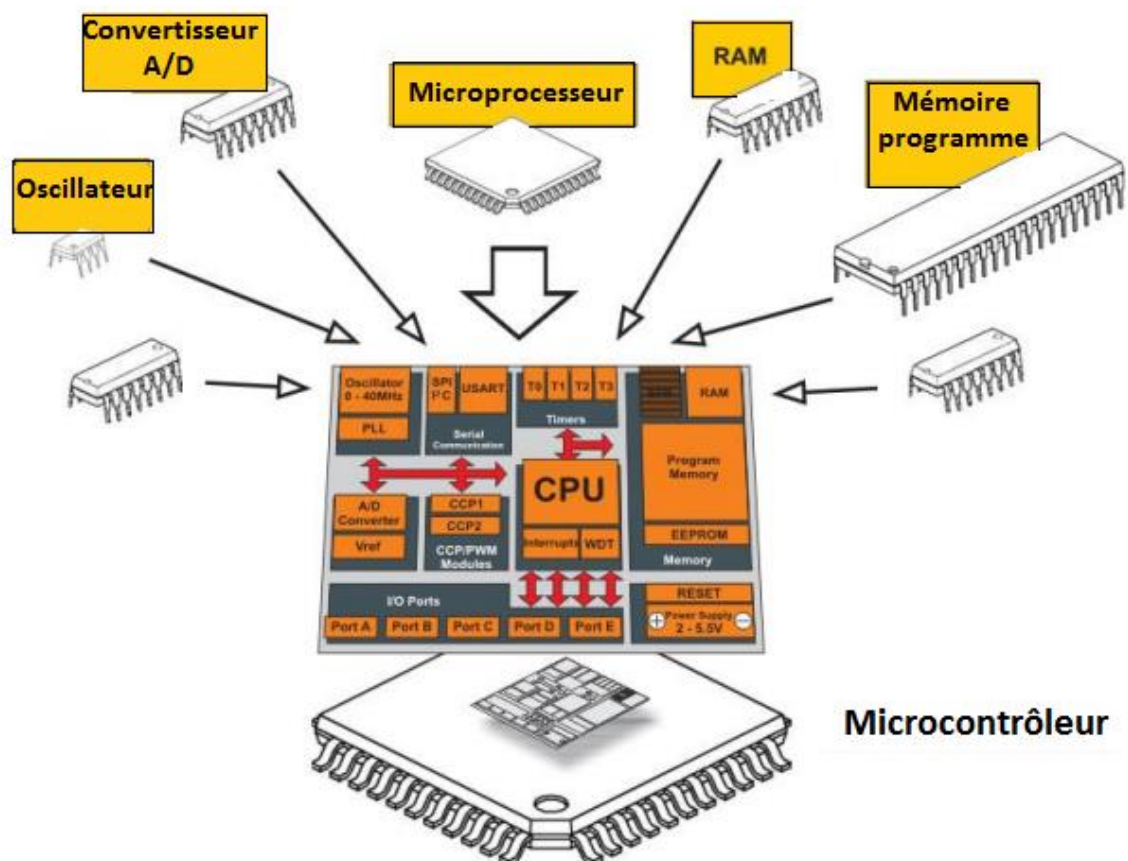 Convertisseur
A/D
Microprocesseur
RAM
Mémoire
programme
Oscillateur
Oscillator
0 - 40MHz
PLL
SPI
I²C
USART
Serial
Communication
T0
T1
T2
T3
Timers
RAM
Program
Memory
EEPROM
Memory
A/D
Converter
Vref
CCP1
CCP2
CCP/PWM
Modules
CPU
Interrupts
WDT
I/O Ports
Port A
Port B
Port C
Port D
Port E
RESET
Power Supply
2 - 5.5V
Microcontrôleur